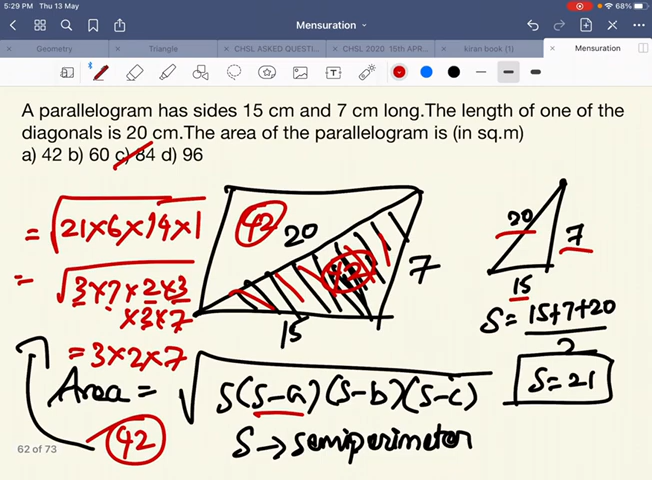 5:29 PM Thu 13 May
68%
Mensuration
Geometry
Triangle
CHSL ASKED QUESTI...
CHSL 2020 15th APR...
kiran book (1)
Mensuration
A parallelogram has sides 15 cm and 7 cm long.The length of one of the
diagonals is 20 cm.The area of the parallelogram is (in sq.m)
a) 42 b) 60 c) 84 d) 96
= √21×6×14×1
= √3×7×2×3
×3×7
= 3×2×7
42
20
42
7
15
20
7
15
S = 15+7+20
2
S = 21
Area = √S(S-a)(S-b)(S-c)
42
S → semiperimeter
62 of 73